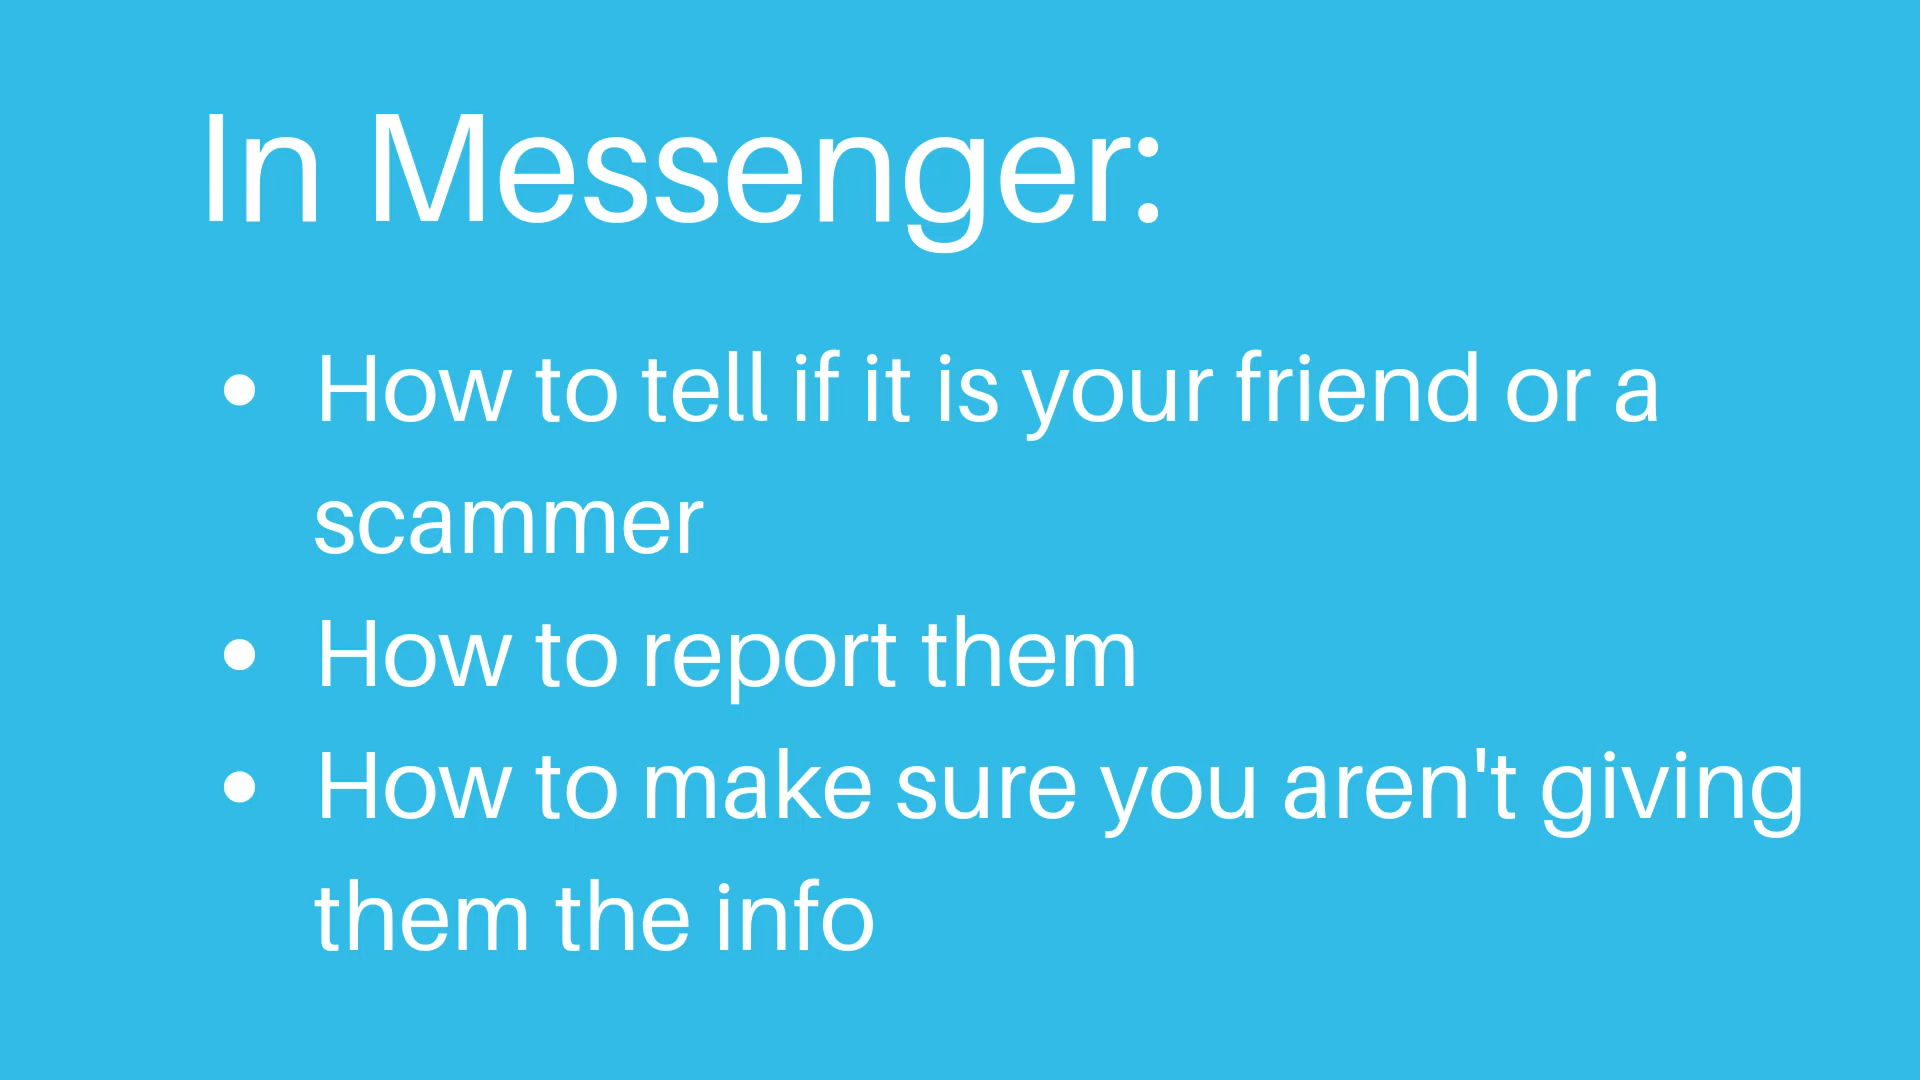 In Messenger:
• How to tell if it is your friend or a
scammer
• How to report them
• How to make sure you aren't giving
them the info